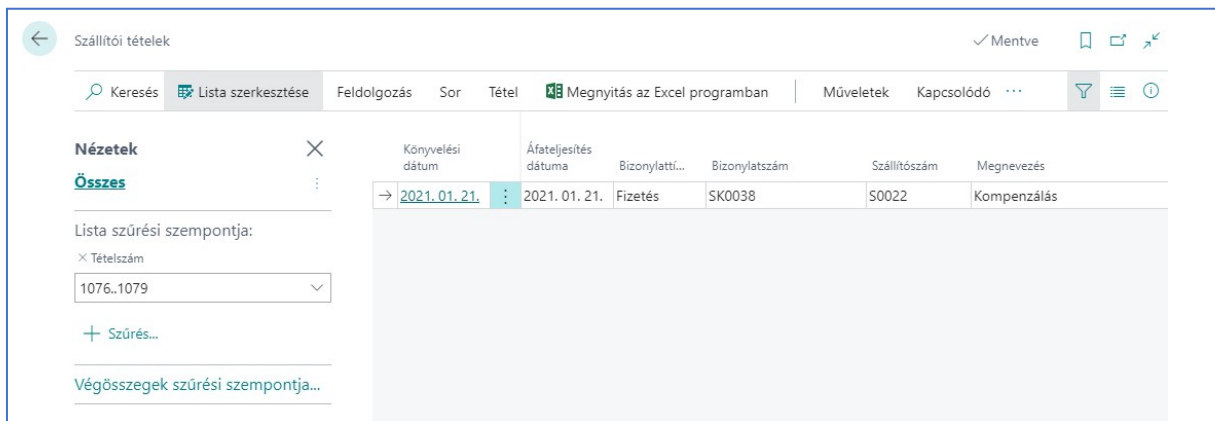 Szállítói tételek
Mentve
Keresés Lista szerkesztése Feldolgozás Sor Tétel Megnyitás az Excel programban Műveletek Kapcsolódó ...
Nézetek
Összes
Lista szűrési szempontja:
× Tételszám
1076..1079
+ Szűrés...
Végösszegek szűrési szempontja...
Könyvelési dátum Áfateljesítés dátuma Bizonylattí... Bizonylatszám Szállítószám Megnevezés
2021. 01. 21. 2021. 01. 21. Fizetés SK0038 S0022 Kompenzálás